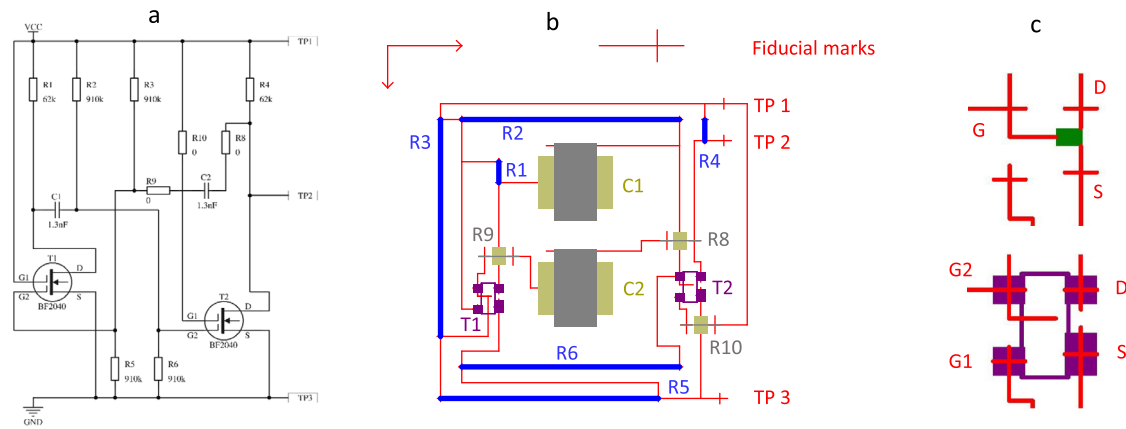 a
VCC
TP1
R1
62k
R2
910k
R3
910k
R4
62k
R10
0
R8
0
R9
0
C2
1.3nF
C1
1.3nF
TP2
T1
D
G1
G2
S
BF2040
T2
D
G1
G2
S
BF2040
R5
910k
R6
910k
TP3
GND
b
Fiducial marks
TP 1
R3
R2
TP 2
R4
R1
C1
R9
R8
C2
T1
T2
R10
R6
R5
TP 3
c
D
G
S
G2
D
G1
S